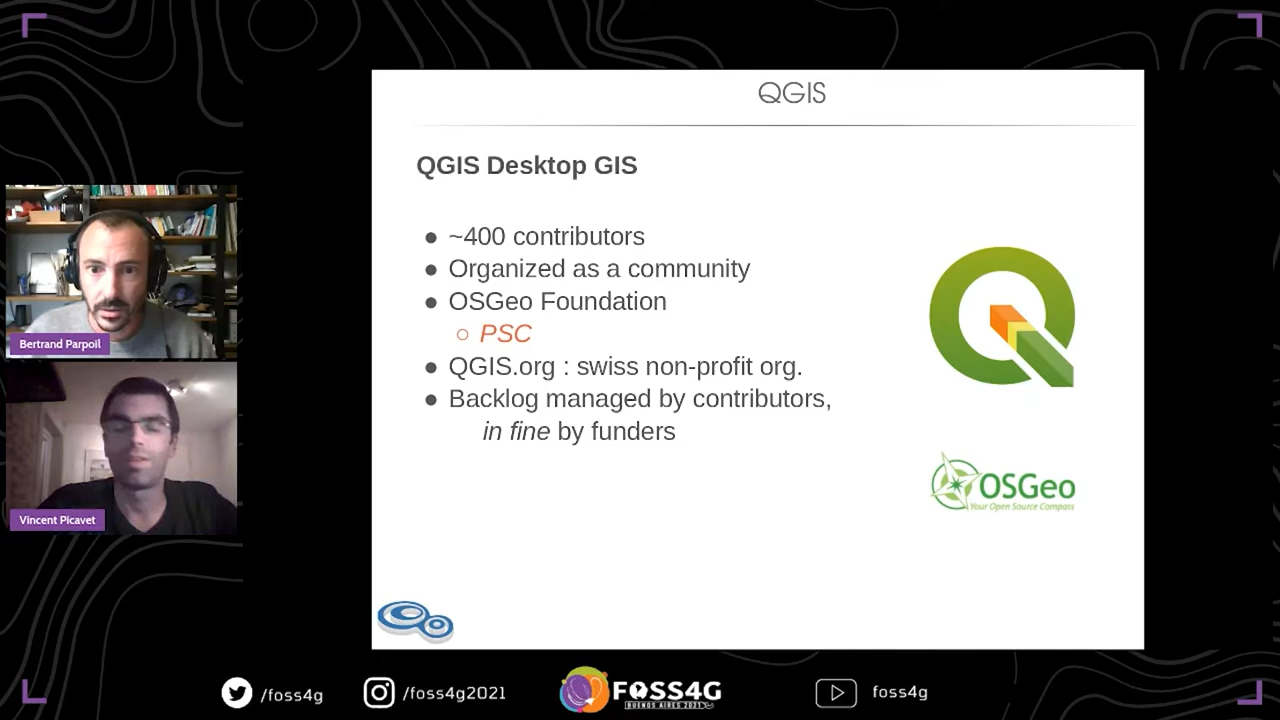 QGIS
QGIS Desktop GIS
● ~400 contributors
● Organized as a community
● OSGeo Foundation
○ PSC
● QGIS.org : swiss non-profit org.
● Backlog managed by contributors,
in fine by funders
OSGeo
Your Open Source Compass
Bertrand Parpoil
Vincent Picavet
/foss4g
/foss4g2021
FOSS4G
BUENOS AIRES 2021
foss4g